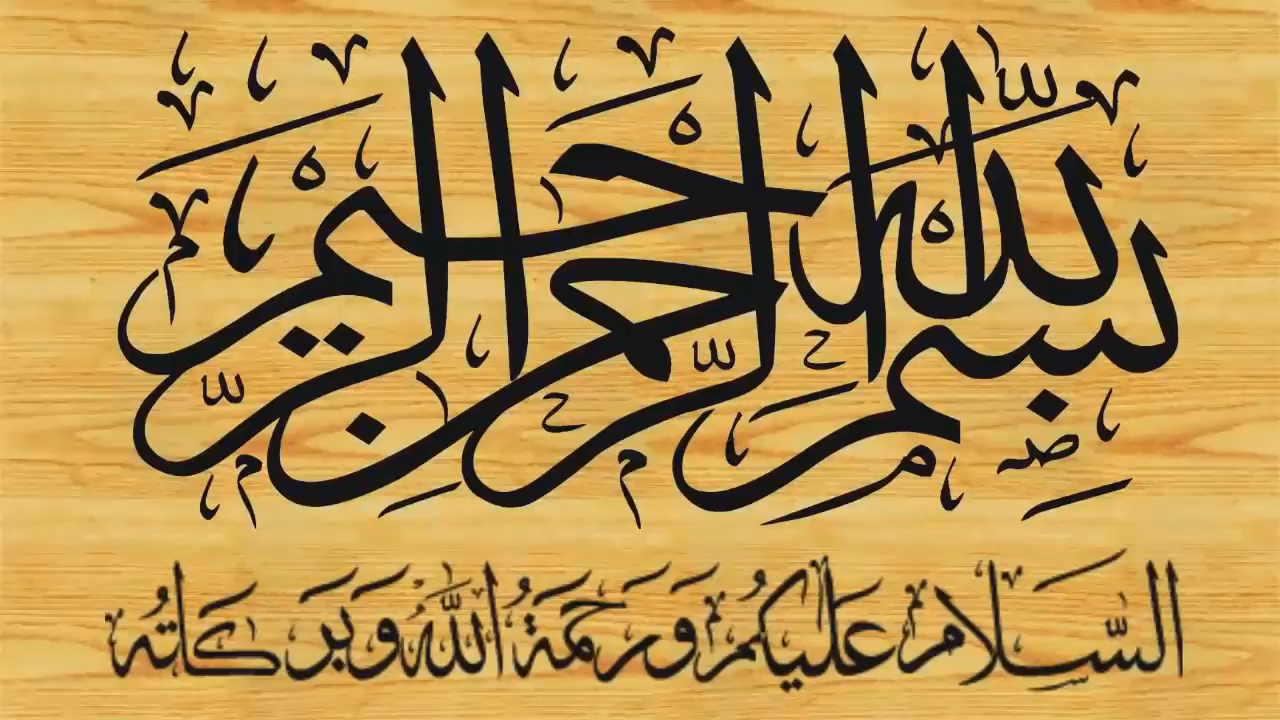 بِسْمِ اللّٰهِ الرَّحْمٰنِ الرَّحِيْمِ
السَّلَامُ عَلَيْكُمْ وَرَحْمَةُ اللّٰهِ وَبَرَكَاتُهُ